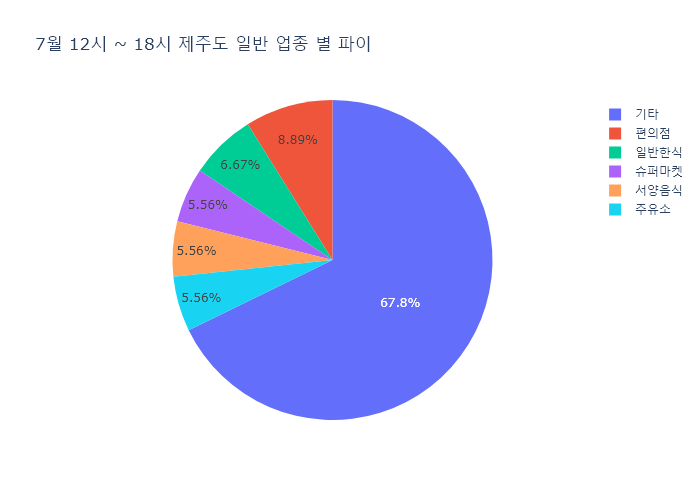 7월 12시 ~ 18시 제주도 일반 업종 별 파이
기타
편의점
일반한식
슈퍼마켓
서양음식
주유소
8.89%
6.67%
5.56%
5.56%
5.56%
67.8%